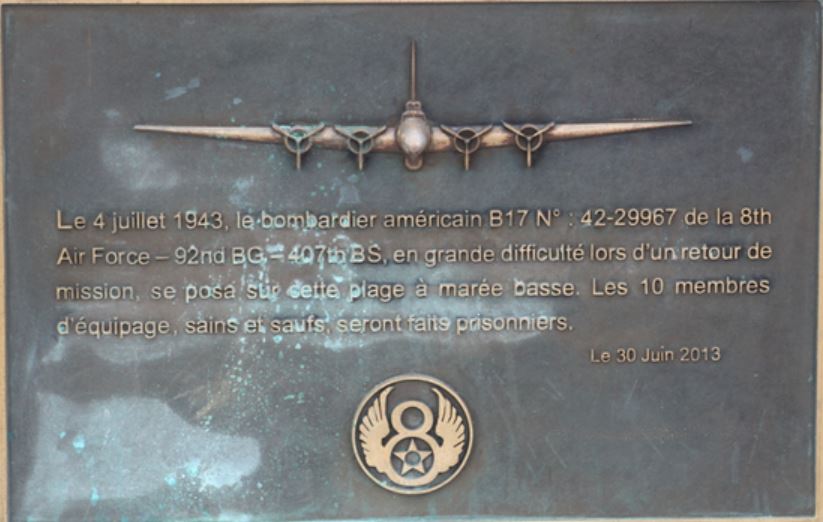 Le 4 juillet 1943, le bombardier américain B17 N° : 42-29967 de la 8th
Air Force – 92nd BG – 407th BS, en grande difficulté lors d'un retour de
mission, se posa sur cette plage à marée basse. Les 10 membres
d'équipage, sains et saufs, seront faits prisonniers.
Le 30 Juin 2013
8